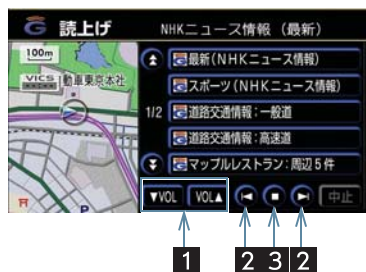 G 読上げ NHKニュース情報(最新)
100m
VICS 自動車東京本社
最新(NHKニュース情報)
スポーツ(NHKニュース情報)
1/2 道路交通情報:一般道
道路交通情報:高速道
マップルレストラン:周辺5件
P
▼VOL VOL▲ 中止
1 2 3 2